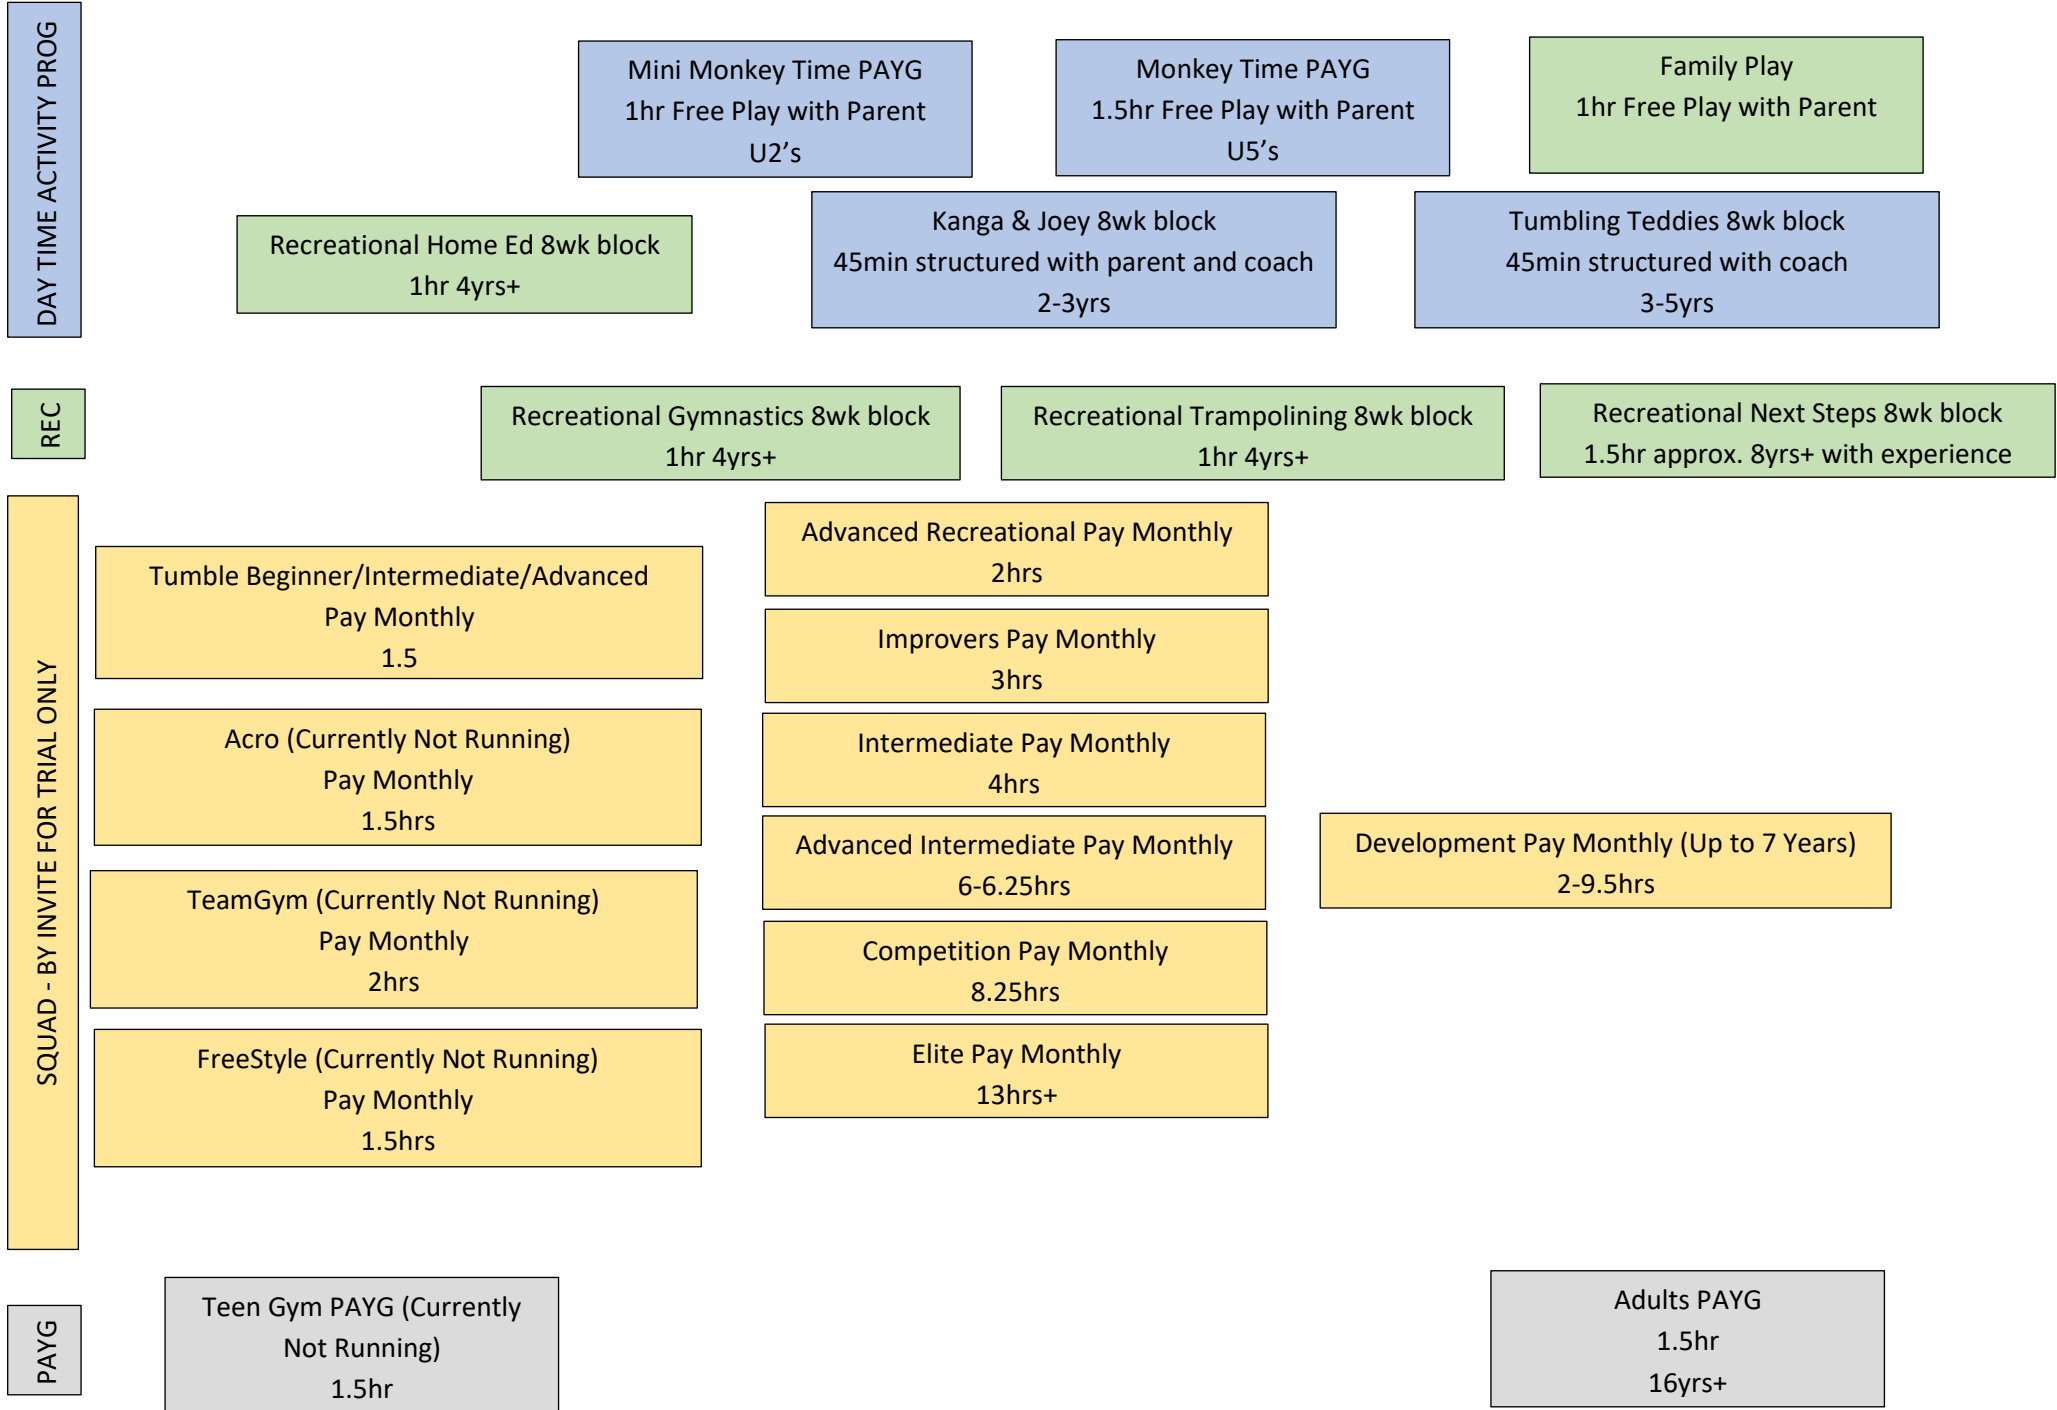 DAY TIME ACTIVITY PROG
Mini Monkey Time PAYG
1hr Free Play with Parent
U2’s
Monkey Time PAYG
1.5hr Free Play with Parent
U5’s
Family Play
1hr Free Play with Parent
Recreational Home Ed 8wk block
1hr 4yrs+
Kanga & Joey 8wk block
45min structured with parent and coach
2-3yrs
Tumbling Teddies 8wk block
45min structured with coach
3-5yrs
REC
Recreational Gymnastics 8wk block
1hr 4yrs+
Recreational Trampolining 8wk block
1hr 4yrs+
Recreational Next Steps 8wk block
1.5hr approx. 8yrs+ with experience
SQUAD - BY INVITE FOR TRIAL ONLY
Tumble Beginner/Intermediate/Advanced
Pay Monthly
1.5
Acro (Currently Not Running)
Pay Monthly
1.5hrs
TeamGym (Currently Not Running)
Pay Monthly
2hrs
FreeStyle (Currently Not Running)
Pay Monthly
1.5hrs
Advanced Recreational Pay Monthly
2hrs
Improvers Pay Monthly
3hrs
Intermediate Pay Monthly
4hrs
Advanced Intermediate Pay Monthly
6-6.25hrs
Competition Pay Monthly
8.25hrs
Elite Pay Monthly
13hrs+
Development Pay Monthly (Up to 7 Years)
2-9.5hrs
PAYG
Teen Gym PAYG (Currently
Not Running)
1.5hr
Adults PAYG
1.5hr
16yrs+